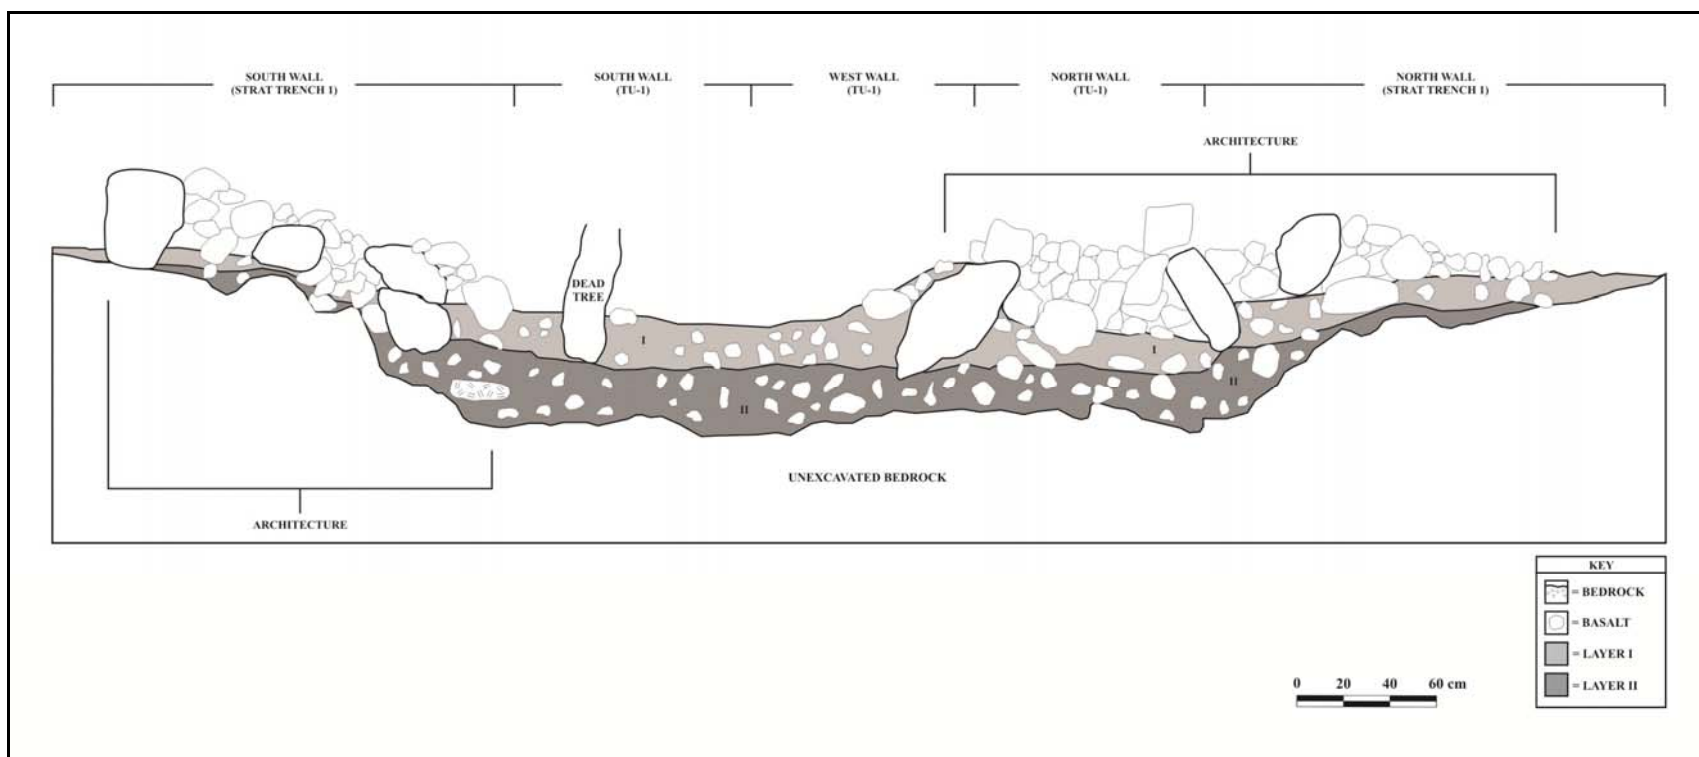 SOUTH WALL
(STRAT TRENCH 1)
SOUTH WALL
(TU-1)
WEST WALL
(TU-1)
NORTH WALL
(TU-1)
NORTH WALL
(STRAT TRENCH 1)
ARCHITECTURE
DEAD
TREE
I
I
II
II
UNEXCAVATED BEDROCK
ARCHITECTURE
KEY
= BEDROCK
= BASALT
= LAYER I
= LAYER II
0 20 40 60 cm